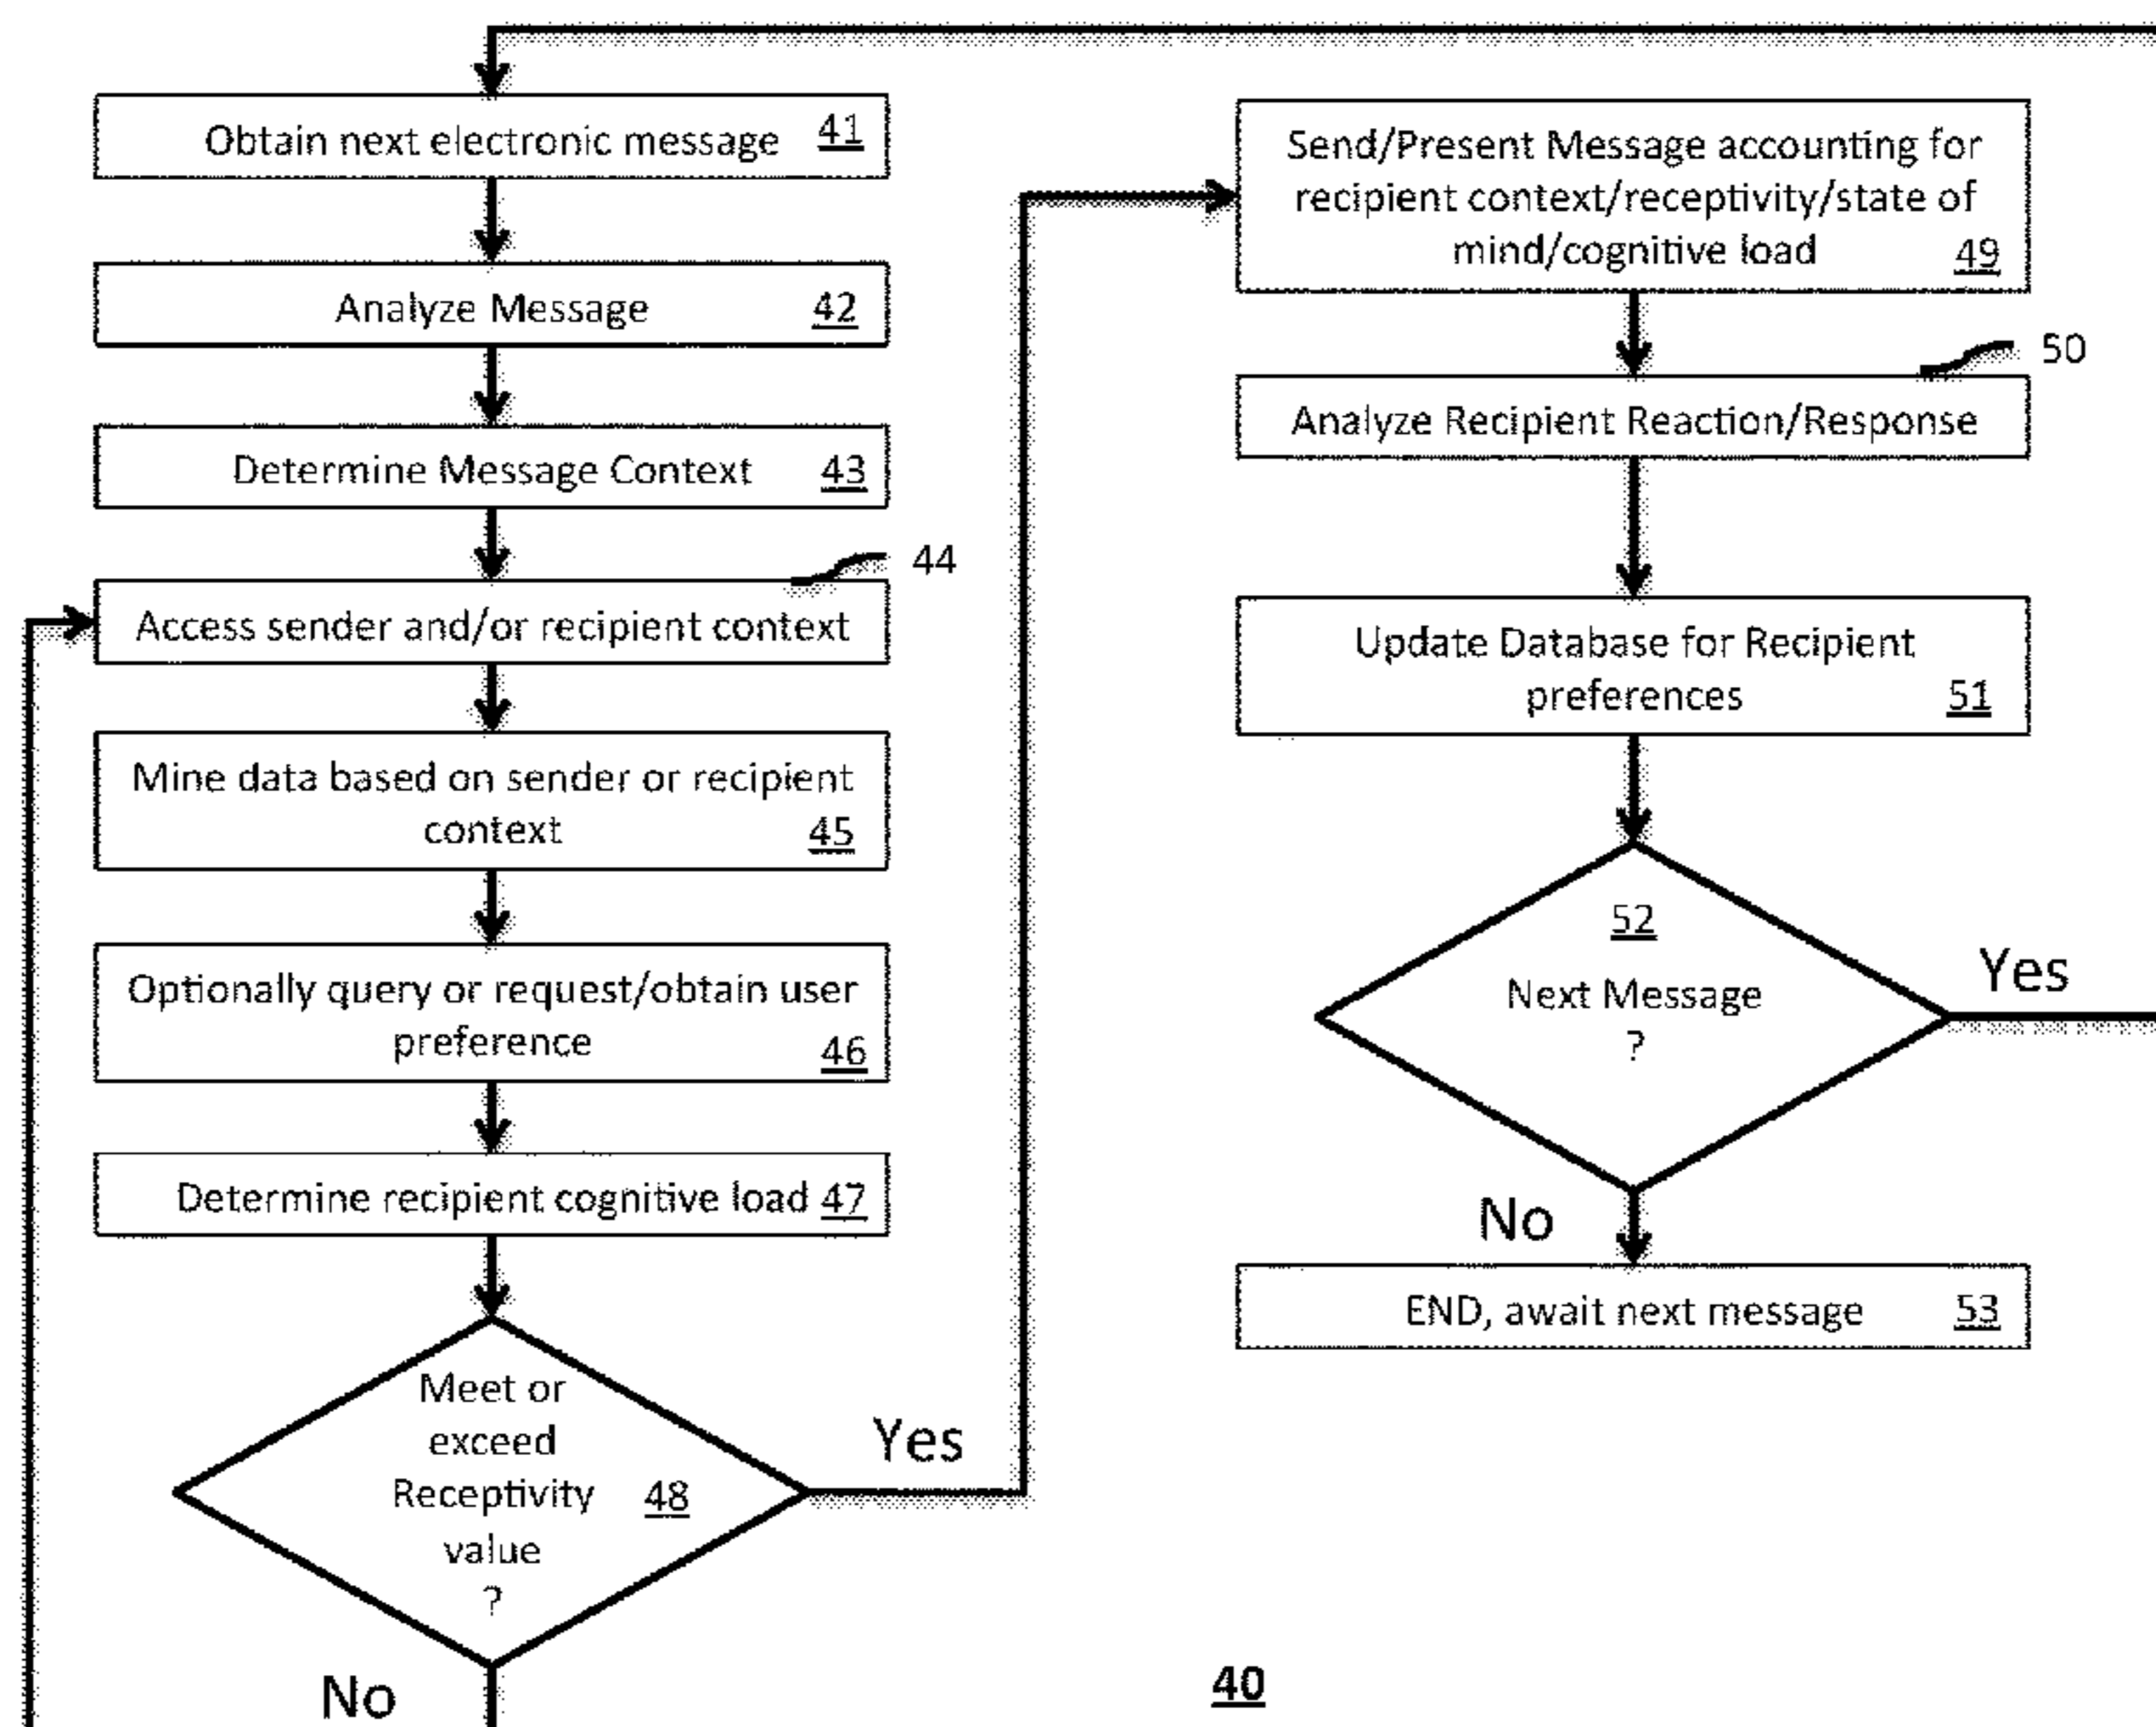 Obtain next electronic message 41
Analyze Message 42
Determine Message Context 43
44
Access sender and/or recipient context
Mine data based on sender or recipient
context 45
Optionally query or request/obtain user
preference 46
Determine recipient cognitive load 47
Meet or
exceed
Receptivity 48
value
?
Yes
No
Send/Present Message accounting for
recipient context/receptivity/state of
mind/cognitive load 49
50
Analyze Recipient Reaction/Response
Update Database for Recipient
preferences 51
52
Next Message
?
Yes
No
END, await next message 53
40